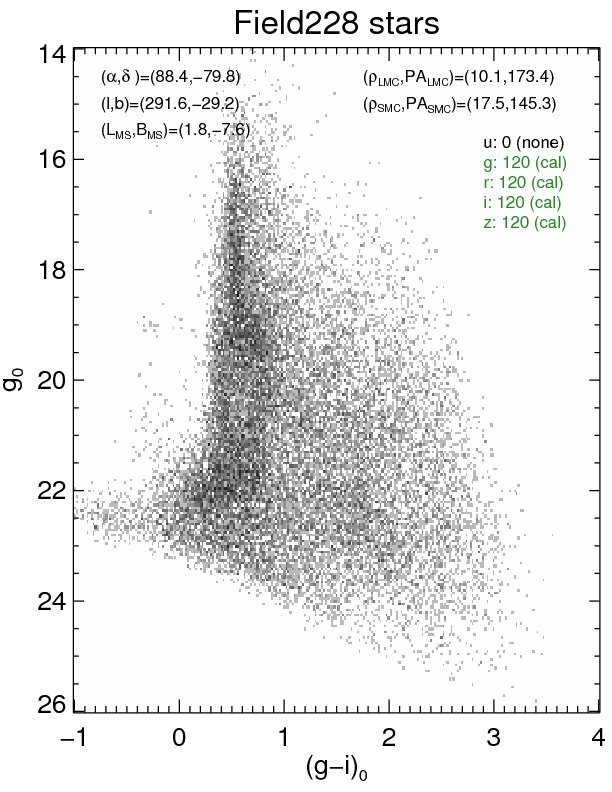 Field228 stars
(α,δ)=(88.4,−79.8)
(ρLMC,PALMC)=(10.1,173.4)
(l,b)=(291.6,−29.2)
(ρSMC,PASMC)=(17.5,145.3)
(LMS,BMS)=(1.8,−7.6)
u: 0 (none)
g: 120 (cal)
r: 120 (cal)
i: 120 (cal)
z: 120 (cal)
14
16
18
20
22
24
26
g0
−1 0 1 2 3 4
(g−i)0